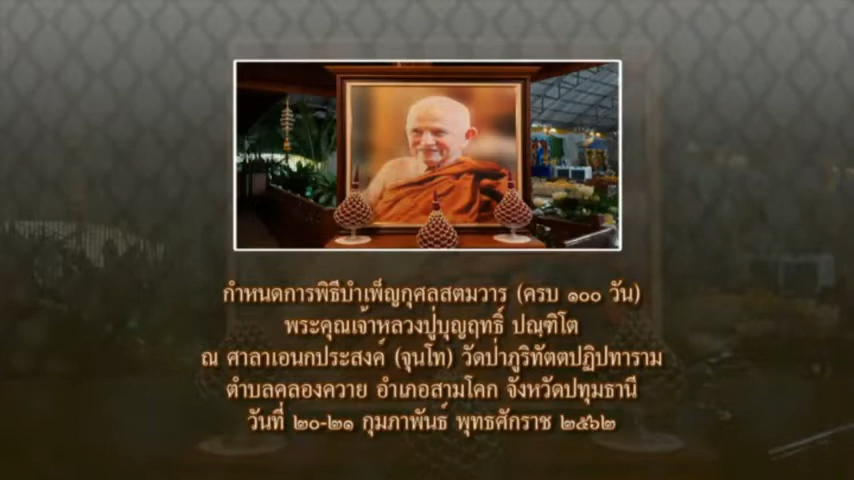 กำหนดการพิธีบำเพ็ญกุศลสตมวาร (ครบ ๑๐๐ วัน)
พระคุณเจ้าหลวงปู่บุญฤทธิ์ ปณฺฑิโต
ณ ศาลาเอนกประสงค์ (จุนโท) วัดป่าภูริทัตตปฏิปทาราม
ตำบลคลองควาย อำเภอสามโคก จังหวัดปทุมธานี
วันที่ ๒๐-๒๑ กุมภาพันธ์ พุทธศักราช ๒๕๖๒